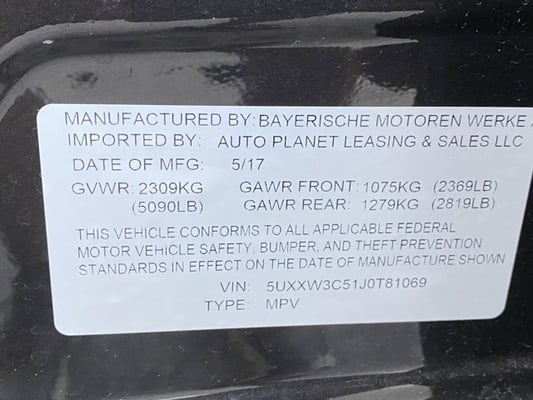 MANUFACTURED BY: BAYERISCHE MOTOREN WERKE
IMPORTED BY: AUTO PLANET LEASING & SALES LLC
DATE OF MFG: 5/17
GVWR: 2309KG GAWR FRONT: 1075KG (2369LB)
(5090LB) GAWR REAR: 1279KG (2819LB)
THIS VEHICLE CONFORMS TO ALL APPLICABLE FEDERAL
MOTOR VEHICLE SAFETY, BUMPER, AND THEFT PREVENTION
STANDARDS IN EFFECT ON THE DATE OF MANUFACTURE SHOWN
VIN: 5UXXW3C51J0T81069
TYPE: MPV